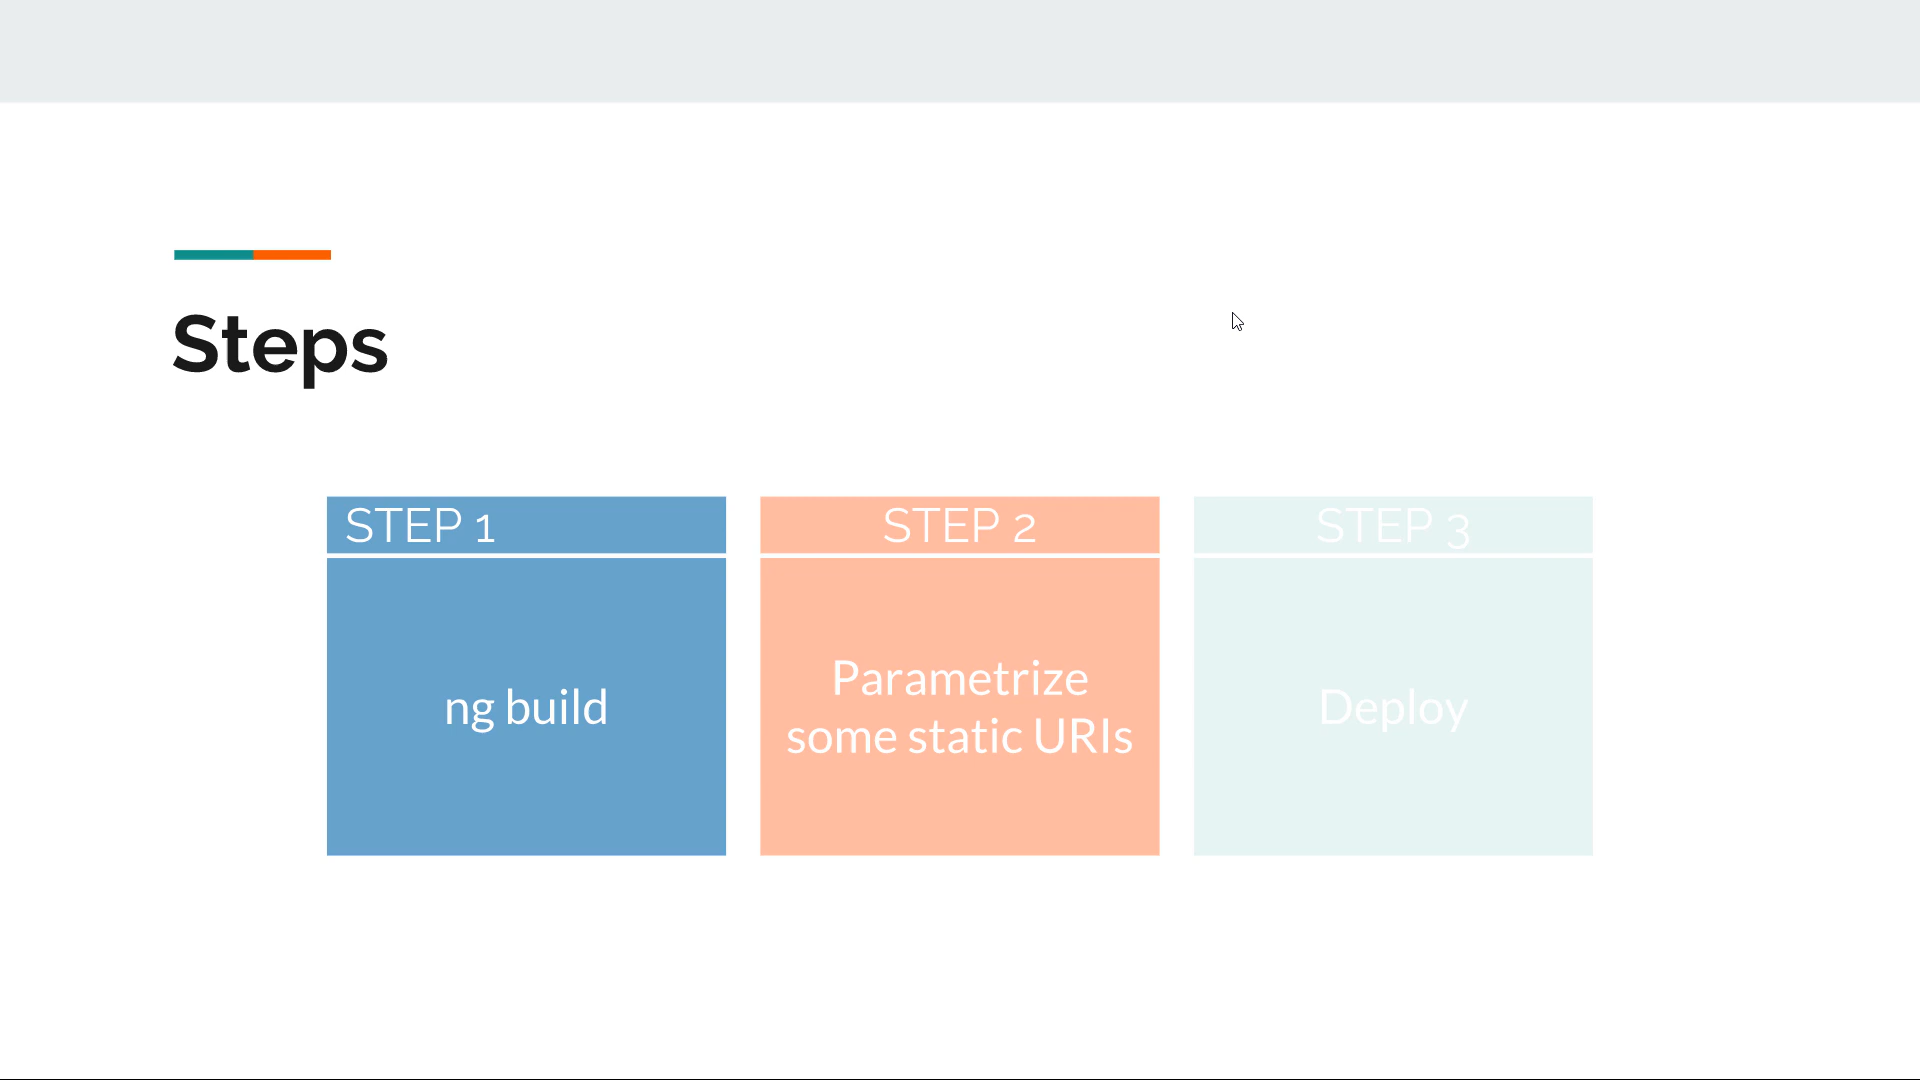 Steps
STEP 1
ng build
STEP 2
Parametrize
some static URIs
STEP 3
Deploy